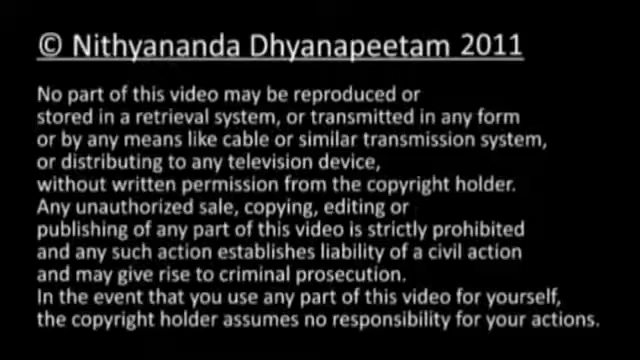 © Nithyananda Dhyanapeetam 2011
No part of this video may be reproduced or
stored in a retrieval system, or transmitted in any form
or by any means like cable or similar transmission system,
or distributing to any television device,
without written permission from the copyright holder.
Any unauthorized sale, copying, editing or
publishing of any part of this video is strictly prohibited
and any such action establishes liability of a civil action
and may give rise to criminal prosecution.
In the event that you use any part of this video for yourself,
the copyright holder assumes no responsibility for your actions.